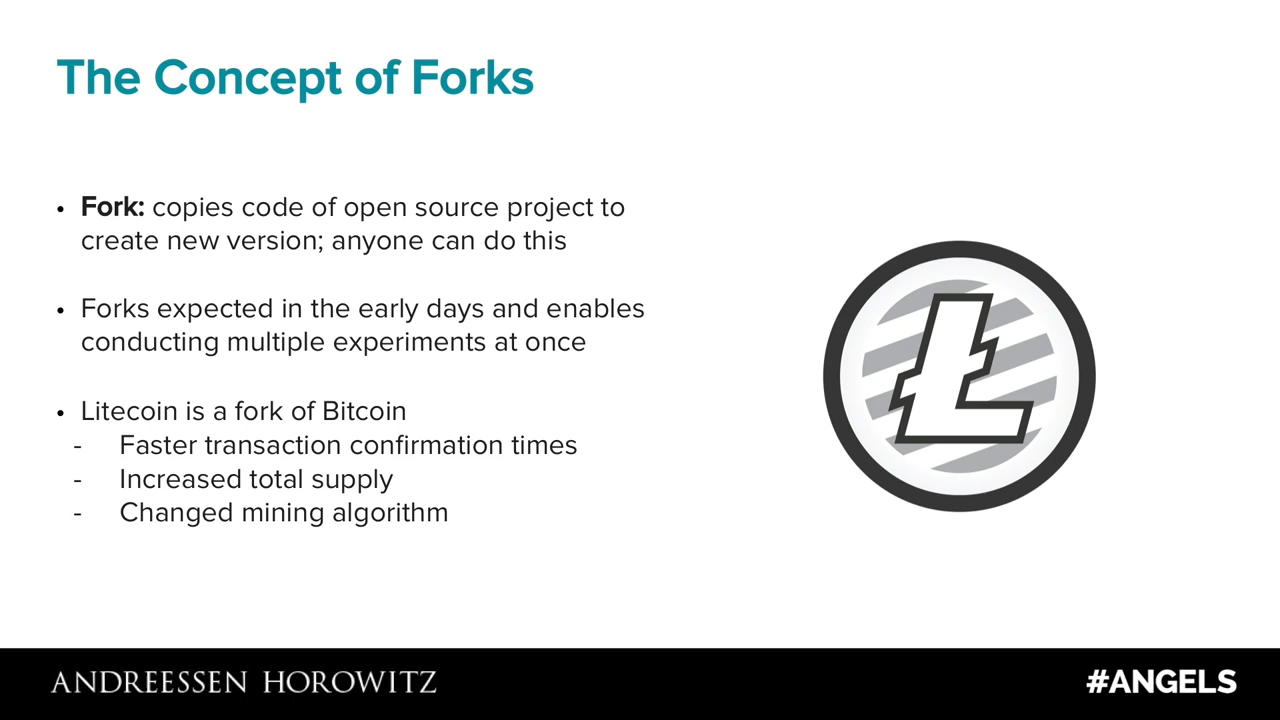 The Concept of Forks
• Fork: copies code of open source project to
create new version; anyone can do this
• Forks expected in the early days and enables
conducting multiple experiments at once
• Litecoin is a fork of Bitcoin
- Faster transaction confirmation times
- Increased total supply
- Changed mining algorithm
Ł
ANDREESSEN HOROWITZ
#ANGELS